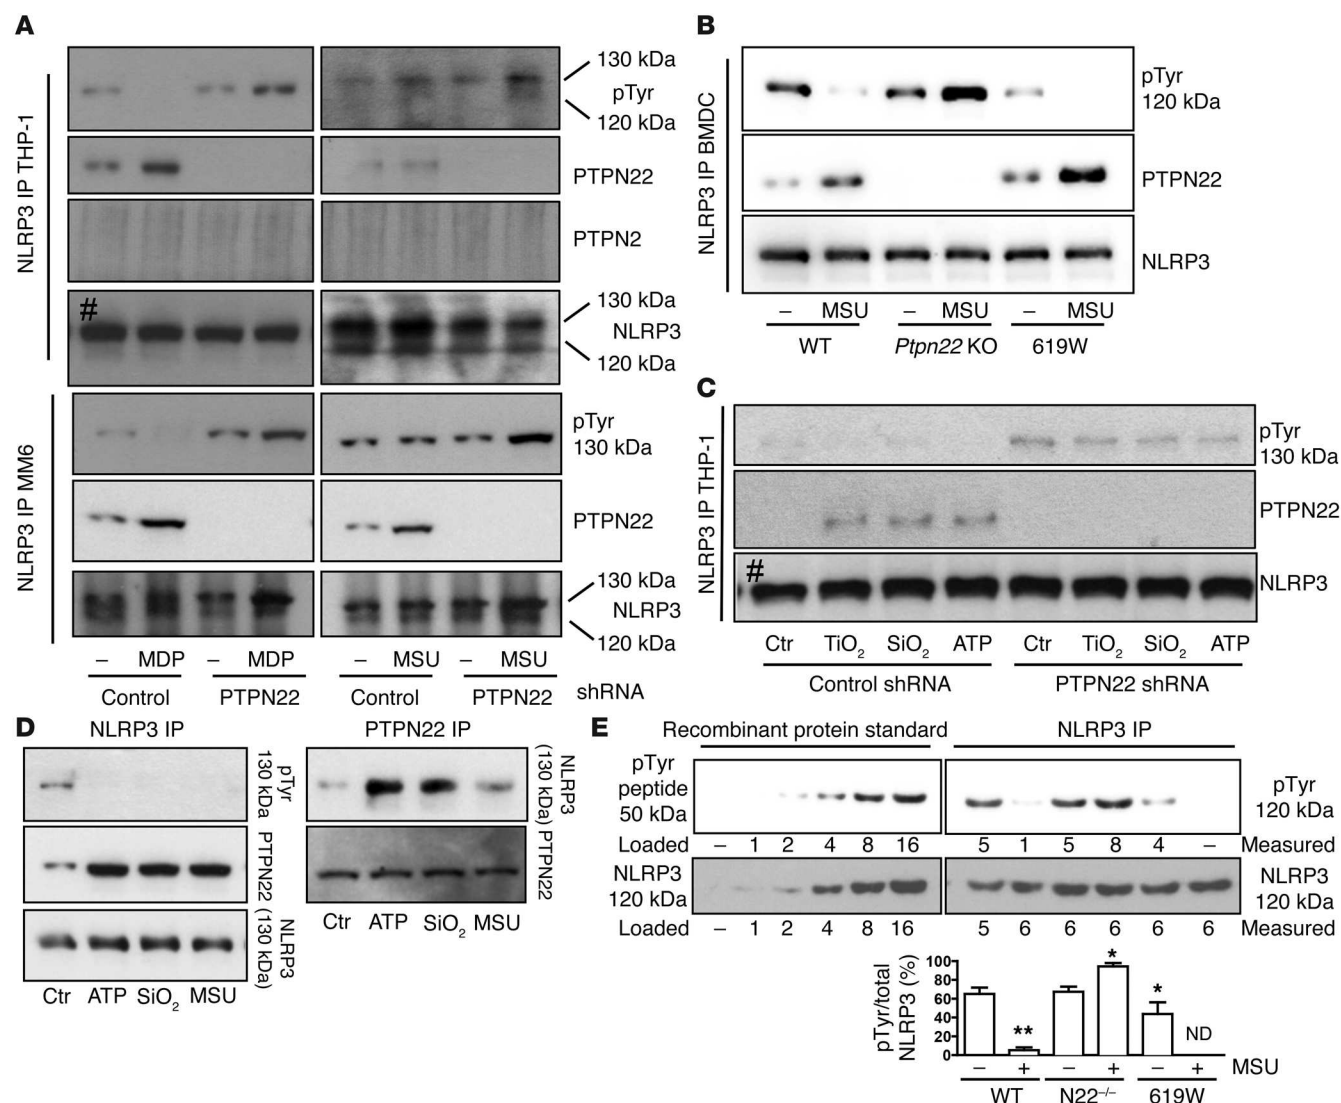 A
NLRP3 IP THP-1
130 kDa
pTyr
120 kDa
PTPN22
PTPN2
#
130 kDa
NLRP3
120 kDa
NLRP3 IP MM6
pTyr
130 kDa
PTPN22
130 kDa
NLRP3
120 kDa
– MDP – MDP – MSU – MSU
Control PTPN22 Control PTPN22 shRNA
B
NLRP3 IP BMDC
pTyr
120 kDa
PTPN22
NLRP3
– MSU – MSU – MSU
WT Ptpn22 KO 619W
C
NLRP3 IP THP-1
pTyr
130 kDa
PTPN22
#
NLRP3
Ctr TiO2 SiO2 ATP Ctr TiO2 SiO2 ATP
Control shRNA PTPN22 shRNA
D
NLRP3 IP
pTyr
130 kDa
PTPN22
NLRP3
(130 kDa)
Ctr ATP SiO2 MSU
PTPN22 IP
NLRP3
(130 kDa)
PTPN22
Ctr ATP SiO2 MSU
E
Recombinant protein standard NLRP3 IP
pTyr
peptide
50 kDa
pTyr
120 kDa
Loaded – 1 2 4 8 16 5 1 5 8 4 – Measured
NLRP3
120 kDa
NLRP3
120 kDa
Loaded – 1 2 4 8 16 5 6 6 6 6 6 Measured
pTyr/total
NLRP3 (%)
100
80
60
40
20
0
**
*
*
ND
– + – + – + MSU
WT N22–/– 619W